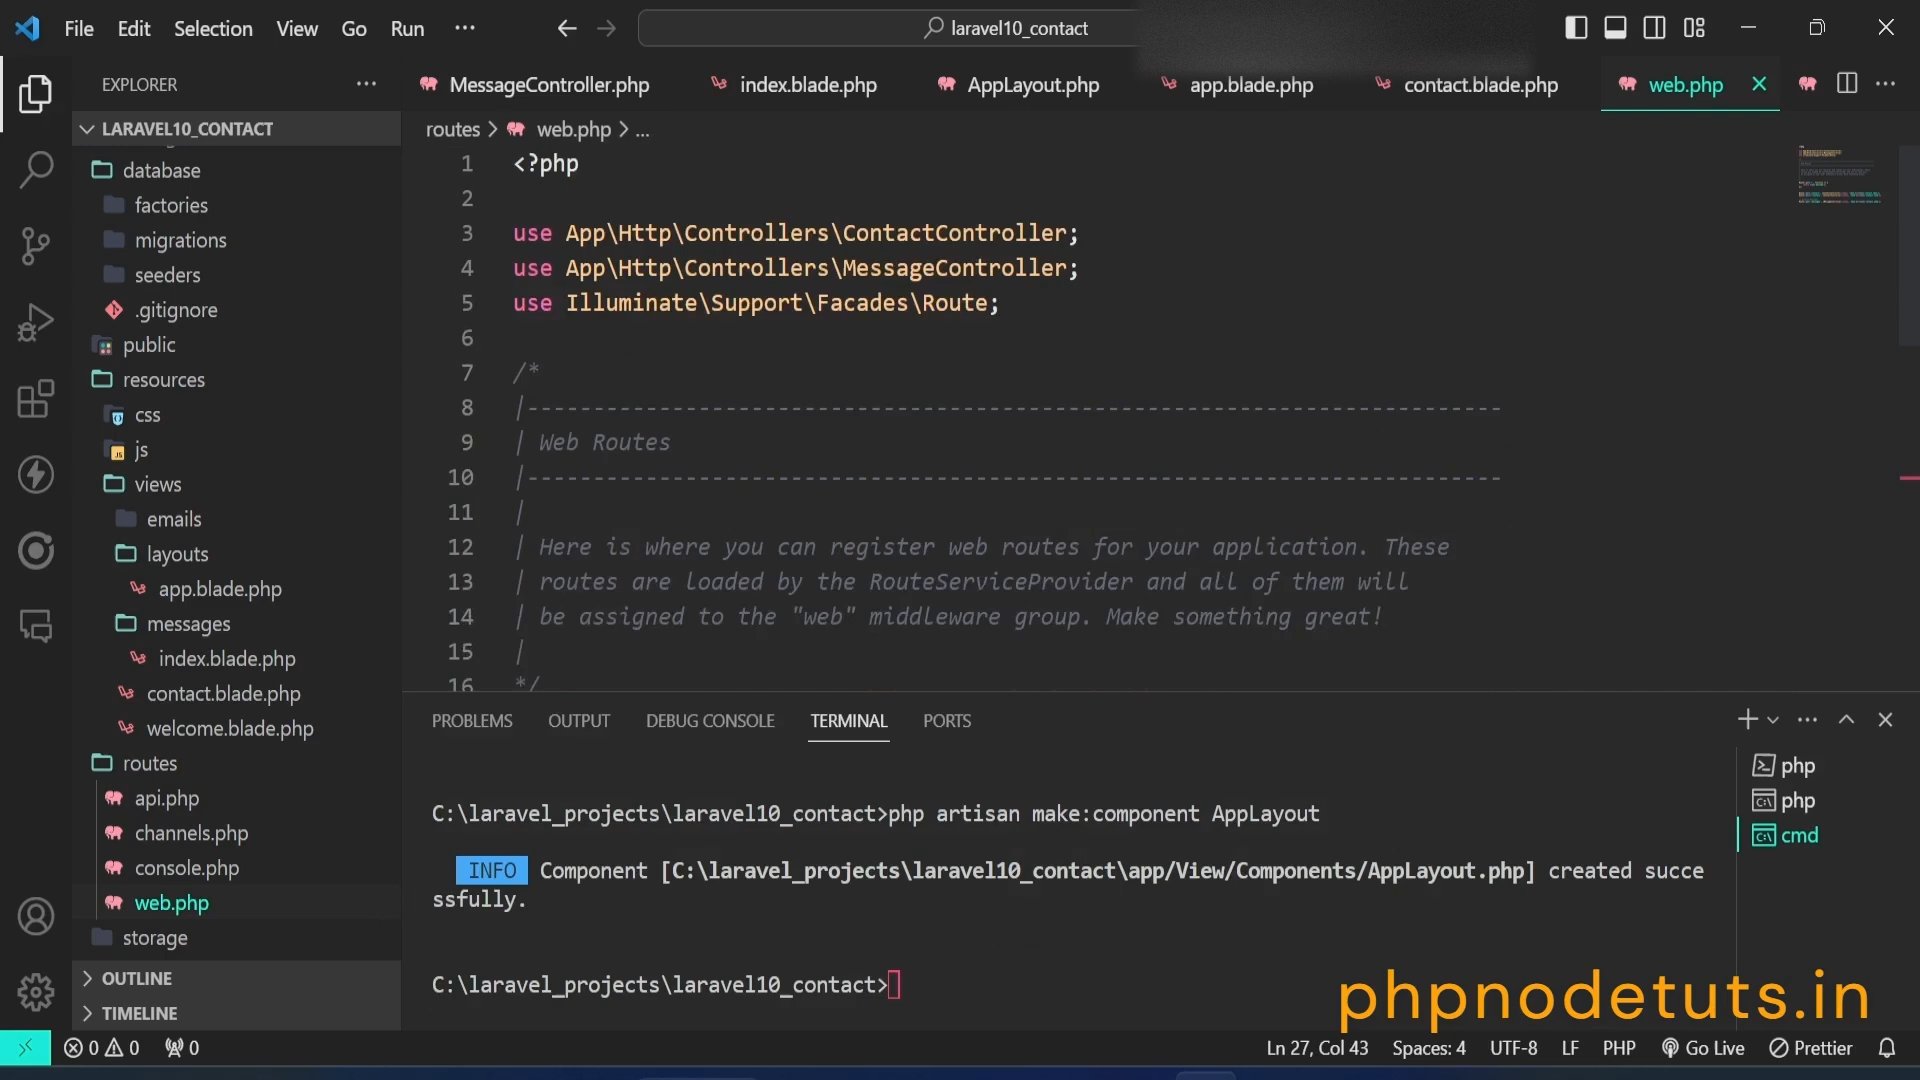 File Edit Selection View Go Run ... laravel10_contact
EXPLORER ... MessageController.php index.blade.php AppLayout.php app.blade.php contact.blade.php web.php ...
LARAVEL10_CONTACT
routes > web.php > ...
database
factories
migrations
seeders
.gitignore
public
resources
css
js
views
emails
layouts
app.blade.php
messages
index.blade.php
contact.blade.php
welcome.blade.php
routes
api.php
channels.php
console.php
web.php
storage
OUTLINE
TIMELINE
1 <?php
2
3 use App\Http\Controllers\ContactController;
4 use App\Http\Controllers\MessageController;
5 use Illuminate\Support\Facades\Route;
6
7 /*
8 |--------------------------------------------------------------------------
9 | Web Routes
10 |--------------------------------------------------------------------------
11 |
12 | Here is where you can register web routes for your application. These
13 | routes are loaded by the RouteServiceProvider and all of them will
14 | be assigned to the "web" middleware group. Make something great!
15 |
16 */
PROBLEMS OUTPUT DEBUG CONSOLE TERMINAL PORTS
C:\laravel_projects\laravel10_contact>php artisan make:component AppLayout
INFO Component [C:\laravel_projects\laravel10_contact\app/View/Components/AppLayout.php] created succe
ssfully.
C:\laravel_projects\laravel10_contact>
php
php
cmd
phpnodetuts.in
0 0 0 Ln 27, Col 43 Spaces: 4 UTF-8 LF PHP Go Live Prettier